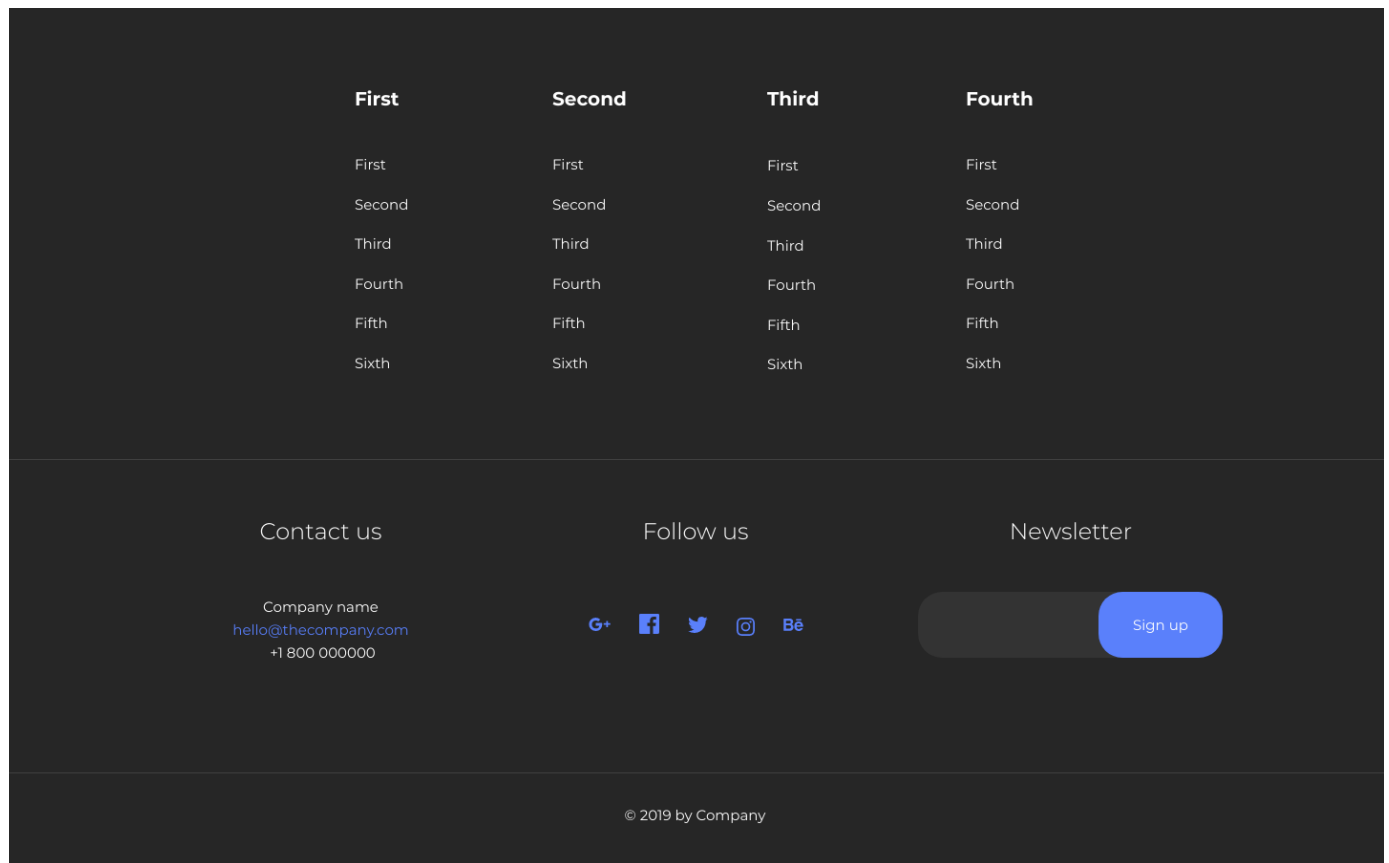 First
Second
Third
Fourth
First
First
First
First
Second
Second
Second
Second
Third
Third
Third
Third
Fourth
Fourth
Fourth
Fourth
Fifth
Fifth
Fifth
Fifth
Sixth
Sixth
Sixth
Sixth
Contact us
Follow us
Newsletter
Company name
hello@thecompany.com
+1 800 000000
G+
Bē
Sign up
© 2019 by Company